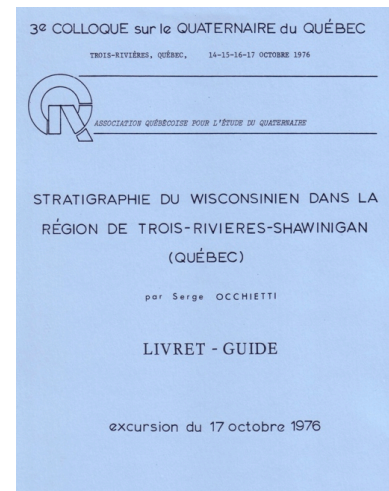 3e COLLOQUE sur le QUATERNAIRE du QUÉBEC
TROIS-RIVIÈRES, QUÉBEC, 14-15-16-17 OCTOBRE 1976
ASSOCIATION QUÉBÉCOISE POUR L'ÉTUDE DU QUATERNAIRE
STRATIGRAPHIE DU WISCONSINIEN DANS LA
RÉGION DE TROIS-RIVIERES-SHAWINIGAN
(QUÉBEC)
par Serge OCCHIETTI
LIVRET - GUIDE
excursion du 17 octobre 1976